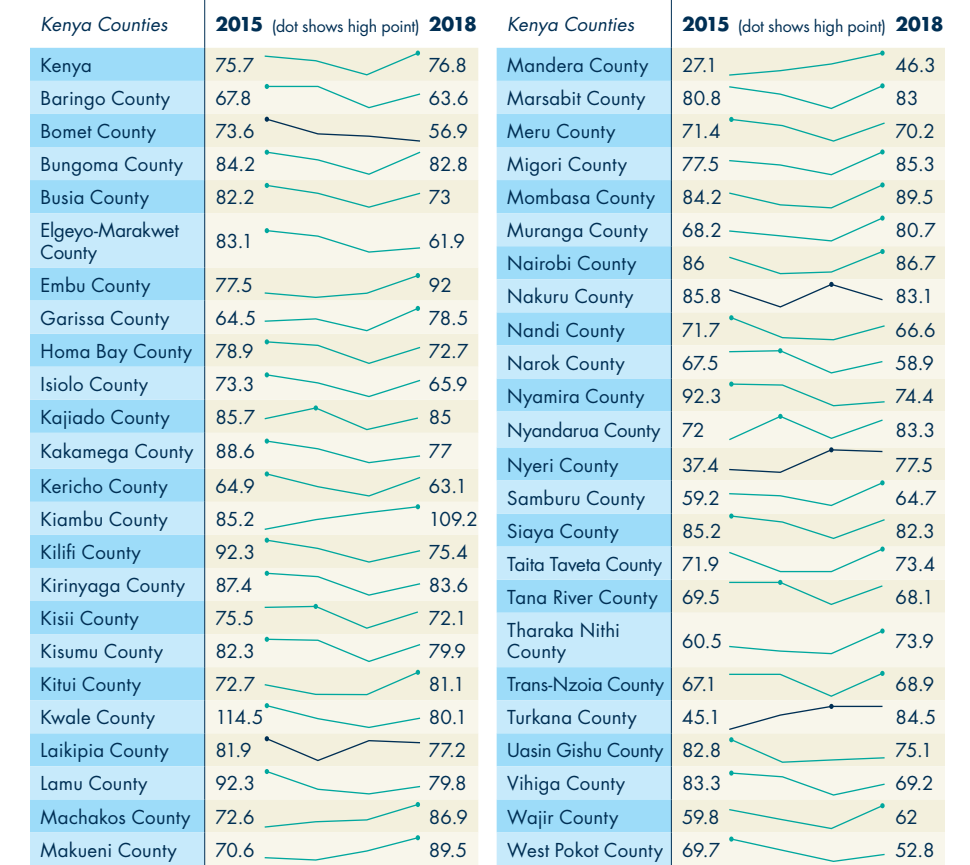 Kenya Counties 2015 (dot shows high point) 2018
Kenya 75.7 76.8
Baringo County 67.8 63.6
Bomet County 73.6 56.9
Bungoma County 84.2 82.8
Busia County 82.2 73
Elgeyo-Marakwet
County 83.1 61.9
Embu County 77.5 92
Garissa County 64.5 78.5
Homa Bay County 78.9 72.7
Isiolo County 73.3 65.9
Kajiado County 85.7 85
Kakamega County 88.6 77
Kericho County 64.9 63.1
Kiambu County 85.2 109.2
Kilifi County 92.3 75.4
Kirinyaga County 87.4 83.6
Kisii County 75.5 72.1
Kisumu County 82.3 79.9
Kitui County 72.7 81.1
Kwale County 114.5 80.1
Laikipia County 81.9 77.2
Lamu County 92.3 79.8
Machakos County 72.6 86.9
Makueni County 70.6 89.5
Kenya Counties 2015 (dot shows high point) 2018
Mandera County 27.1 46.3
Marsabit County 80.8 83
Meru County 71.4 70.2
Migori County 77.5 85.3
Mombasa County 84.2 89.5
Muranga County 68.2 80.7
Nairobi County 86 86.7
Nakuru County 85.8 83.1
Nandi County 71.7 66.6
Narok County 67.5 58.9
Nyamira County 92.3 74.4
Nyandarua County 72 83.3
Nyeri County 37.4 77.5
Samburu County 59.2 64.7
Siaya County 85.2 82.3
Taita Taveta County 71.9 73.4
Tana River County 69.5 68.1
Tharaka Nithi
County 60.5 73.9
Trans-Nzoia County 67.1 68.9
Turkana County 45.1 84.5
Uasin Gishu County 82.8 75.1
Vihiga County 83.3 69.2
Wajir County 59.8 62
West Pokot County 69.7 52.8